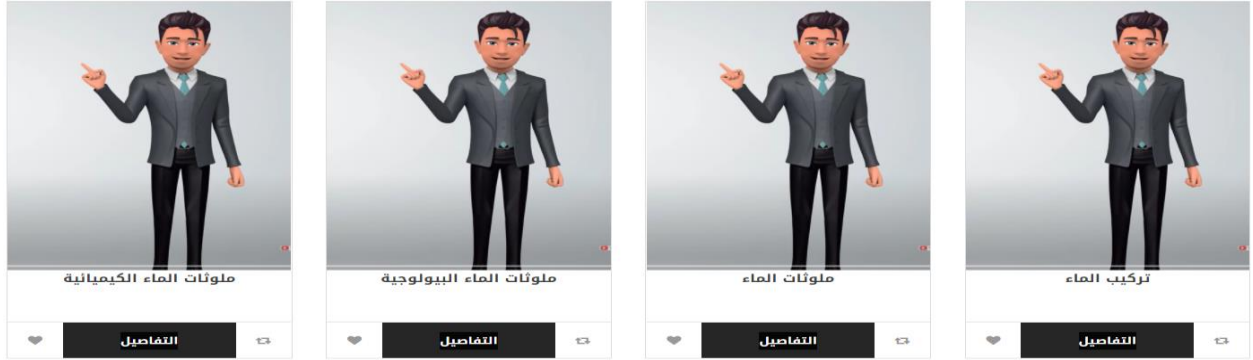 تركيب الماء
ملوثات الماء
ملوثات الماء البيولوجية
ملوثات الماء الكيميائية
التفاصيل
التفاصيل
التفاصيل
التفاصيل